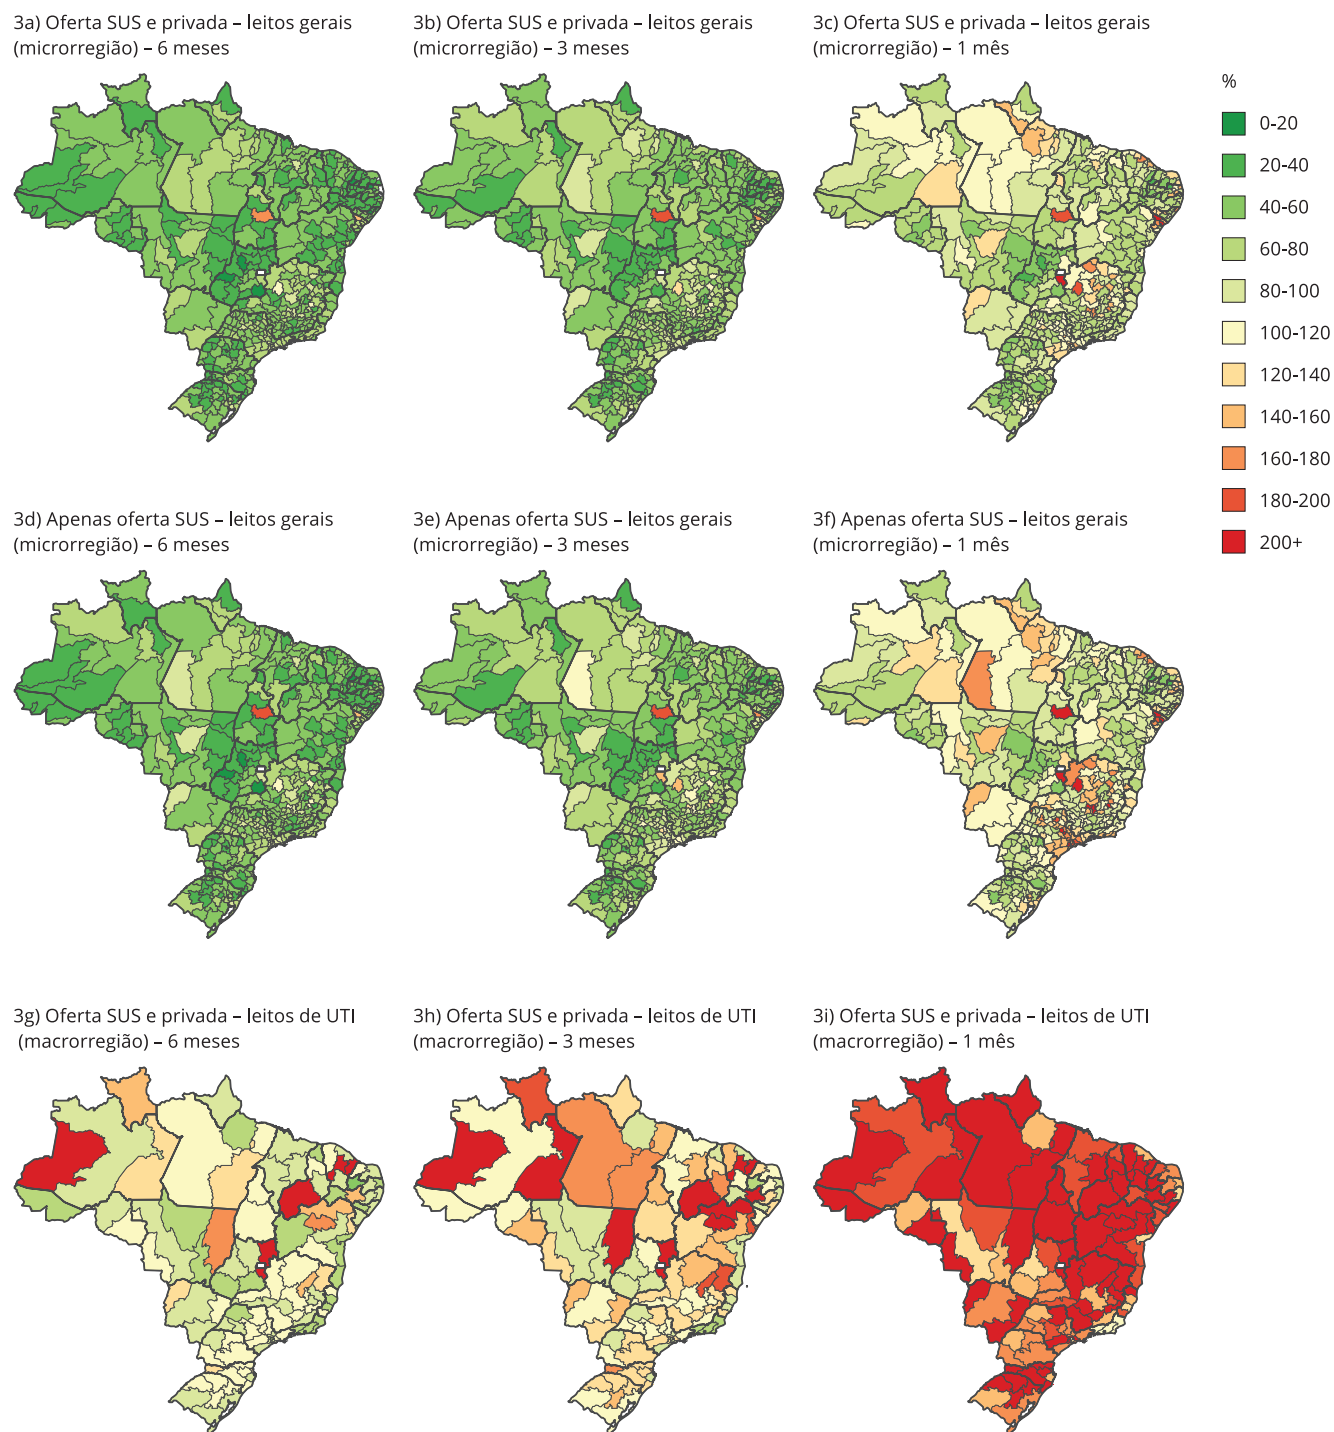 3a) Oferta SUS e privada – leitos gerais
(microrregião) – 6 meses
3b) Oferta SUS e privada – leitos gerais
(microrregião) – 3 meses
3c) Oferta SUS e privada – leitos gerais
(microrregião) – 1 mês
%
0-20
20-40
40-60
60-80
80-100
100-120
120-140
140-160
160-180
180-200
200+
3d) Apenas oferta SUS – leitos gerais
(microrregião) – 6 meses
3e) Apenas oferta SUS – leitos gerais
(microrregião) – 3 meses
3f) Apenas oferta SUS – leitos gerais
(microrregião) – 1 mês
3g) Oferta SUS e privada – leitos de UTI
(macrorregião) – 6 meses
3h) Oferta SUS e privada – leitos de UTI
(macrorregião) – 3 meses
3i) Oferta SUS e privada – leitos de UTI
(macrorregião) – 1 mês